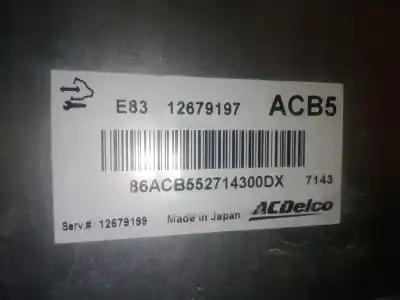 E83 12679197 ACB5
86ACB552714300DX 7143
Serv.# 12679199 Made in Japan ACDelco